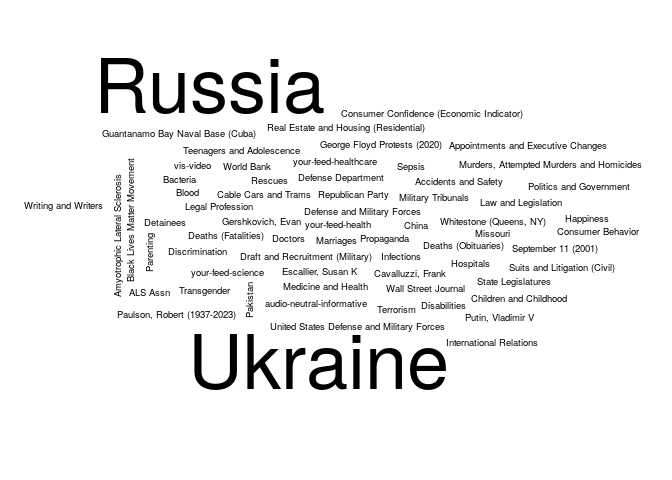 Russia
Consumer Confidence (Economic Indicator)
Guantanamo Bay Naval Base (Cuba)
Real Estate and Housing (Residential)
Teenagers and Adolescence
George Floyd Protests (2020)
Appointments and Executive Changes
vis-video
World Bank
your-feed-healthcare
Sepsis
Murders, Attempted Murders and Homicides
Bacteria
Rescues
Defense Department
Accidents and Safety
Politics and Government
Blood
Cable Cars and Trams
Republican Party
Military Tribunals
Law and Legislation
Writing and Writers
Amyotrophic Lateral Sclerosis
Black Lives Matter Movement
Parenting
Legal Profession
Defense and Military Forces
Detainees
Gershkovich, Evan
your-feed-health
China
Whitestone (Queens, NY)
Happiness
Deaths (Fatalities)
Doctors
Marriages
Propaganda
Missouri
Consumer Behavior
Discrimination
Draft and Recruitment (Military)
Infections
Deaths (Obituaries)
September 11 (2001)
your-feed-science
Escallier, Susan K
Cavalluzzi, Frank
Hospitals
Suits and Litigation (Civil)
ALS Assn
Transgender
Pakistan
Medicine and Health
Wall Street Journal
State Legislatures
audio-neutral-informative
Terrorism
Disabilities
Children and Childhood
Paulson, Robert (1937-2023)
Putin, Vladimir V
United States Defense and Military Forces
Ukraine
International Relations